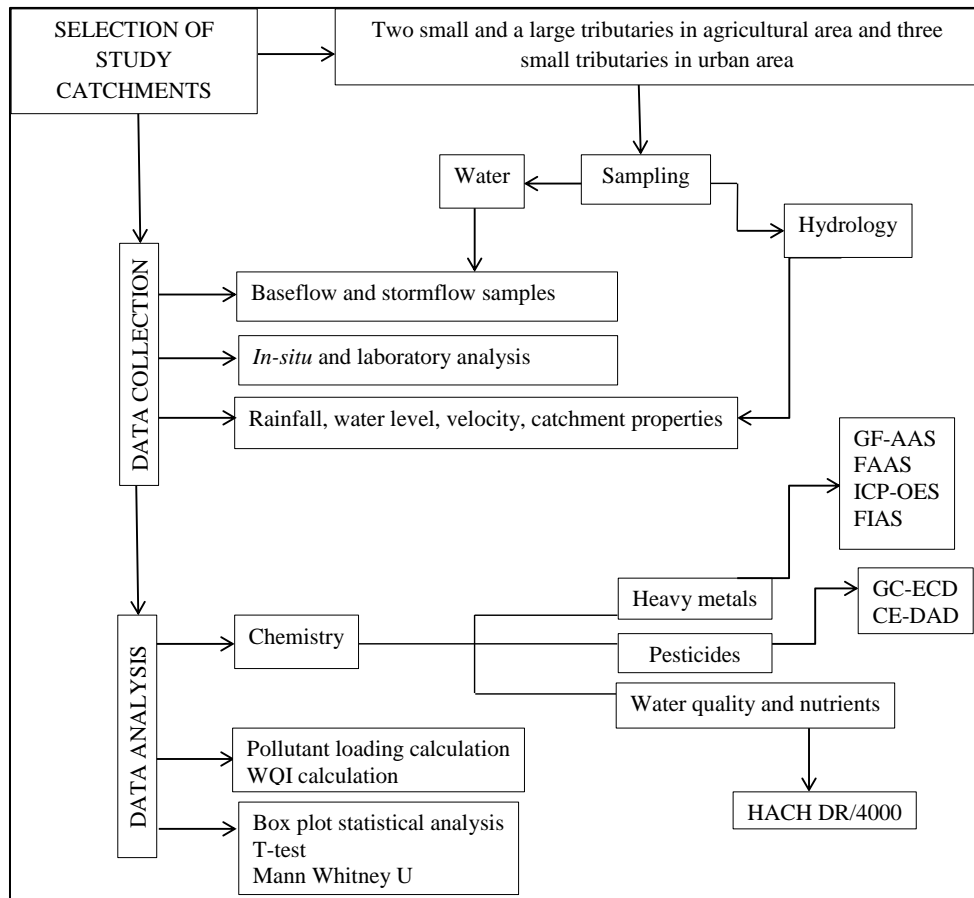 SELECTION OF
STUDY
CATCHMENTS
Two small and a large tributaries in agricultural area and three
small tributaries in urban area
Water
Sampling
Hydrology
DATA COLLECTION
Baseflow and stormflow samples
In-situ and laboratory analysis
Rainfall, water level, velocity, catchment properties
GF-AAS
FAAS
ICP-OES
FIAS
Heavy metals
GC-ECD
CE-DAD
DATA ANALYSIS
Chemistry
Pesticides
Water quality and nutrients
Pollutant loading calculation
WQI calculation
HACH DR/4000
Box plot statistical analysis
T-test
Mann Whitney U